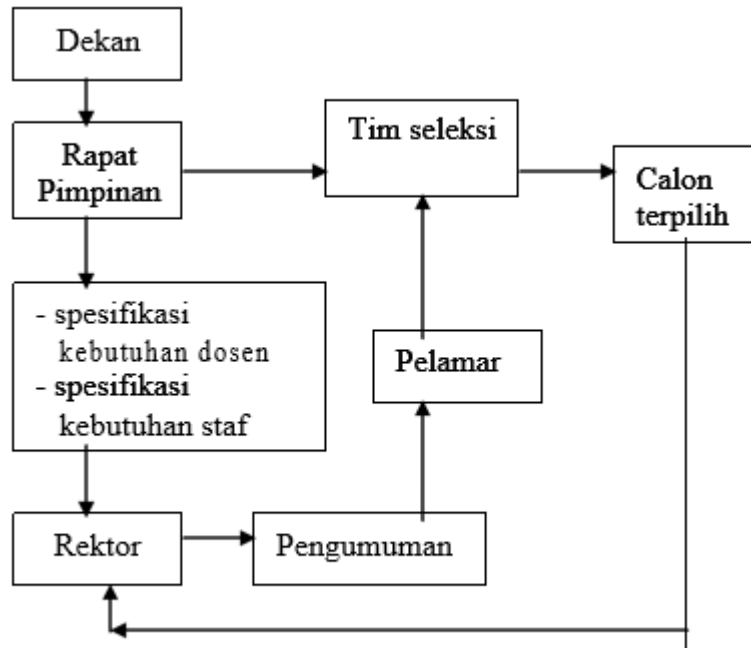 Dekan
Rapat
Pimpinan
Tim seleksi
Calon
terpilih
- spesifikasi
kebutuhan dosen
- spesifikasi
kebutuhan staf
Pelamar
Rektor
Pengumuman